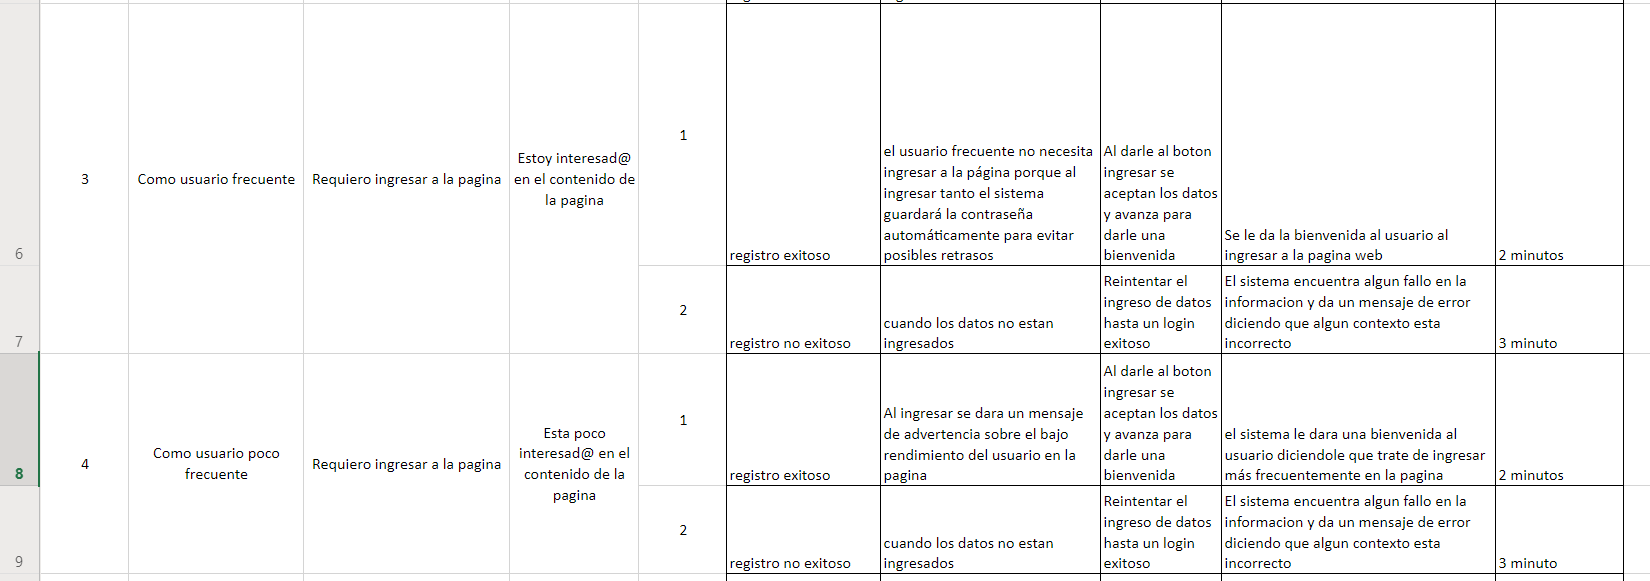 3
Como usuario frecuente
Requiero ingresar a la pagina
Estoy interesad@
en el contenido de
la pagina
1
registro exitoso
el usuario frecuente no necesita
ingresar a la página porque al
ingresar tanto el sistema
guardará la contraseña
automáticamente para evitar
posibles retrasos
Al darle al boton
ingresar se
aceptan los datos
y avanza para
darle una
bienvenida
Se le da la bienvenida al usuario al
ingresar a la pagina web
2 minutos
6
2
registro no exitoso
cuando los datos no estan
ingresados
Reintentar el
ingreso de datos
hasta un login
exitoso
El sistema encuentra algun fallo en la
informacion y da un mensaje de error
diciendo que algun contexto esta
incorrecto
3 minuto
7
4
Como usuario poco
frecuente
Requiero ingresar a la pagina
Esta poco
interesad@ en el
contenido de la
pagina
1
registro exitoso
Al ingresar se dara un mensaje
de advertencia sobre el bajo
rendimiento del usuario en la
pagina
Al darle al boton
ingresar se
aceptan los datos
y avanza para
darle una
bienvenida
el sistema le dara una bienvenida al
usuario diciendole que trate de ingresar
más frecuentemente en la pagina
2 minutos
8
2
registro no exitoso
cuando los datos no estan
ingresados
Reintentar el
ingreso de datos
hasta un login
exitoso
El sistema encuentra algun fallo en la
informacion y da un mensaje de error
diciendo que algun contexto esta
incorrecto
3 minuto
9